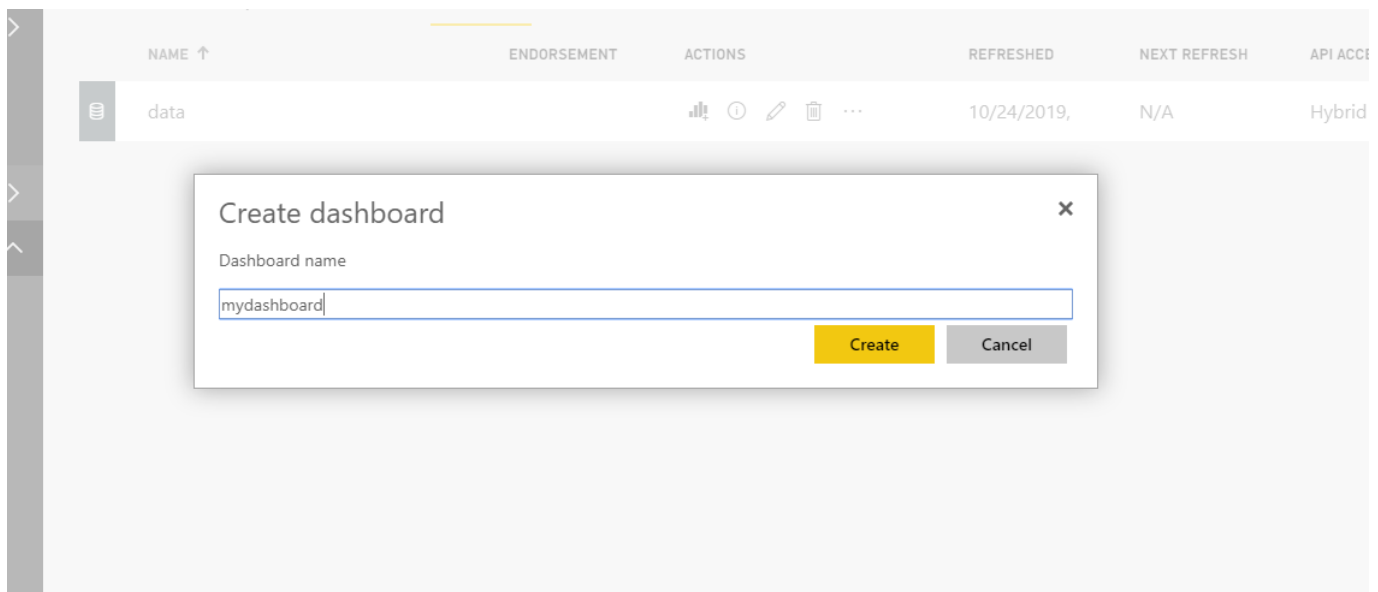 NAME ↑ ENDORSEMENT ACTIONS REFRESHED NEXT REFRESH API ACCE
data 10/24/2019, N/A Hybrid
Create dashboard
Dashboard name
mydashboard
Create Cancel